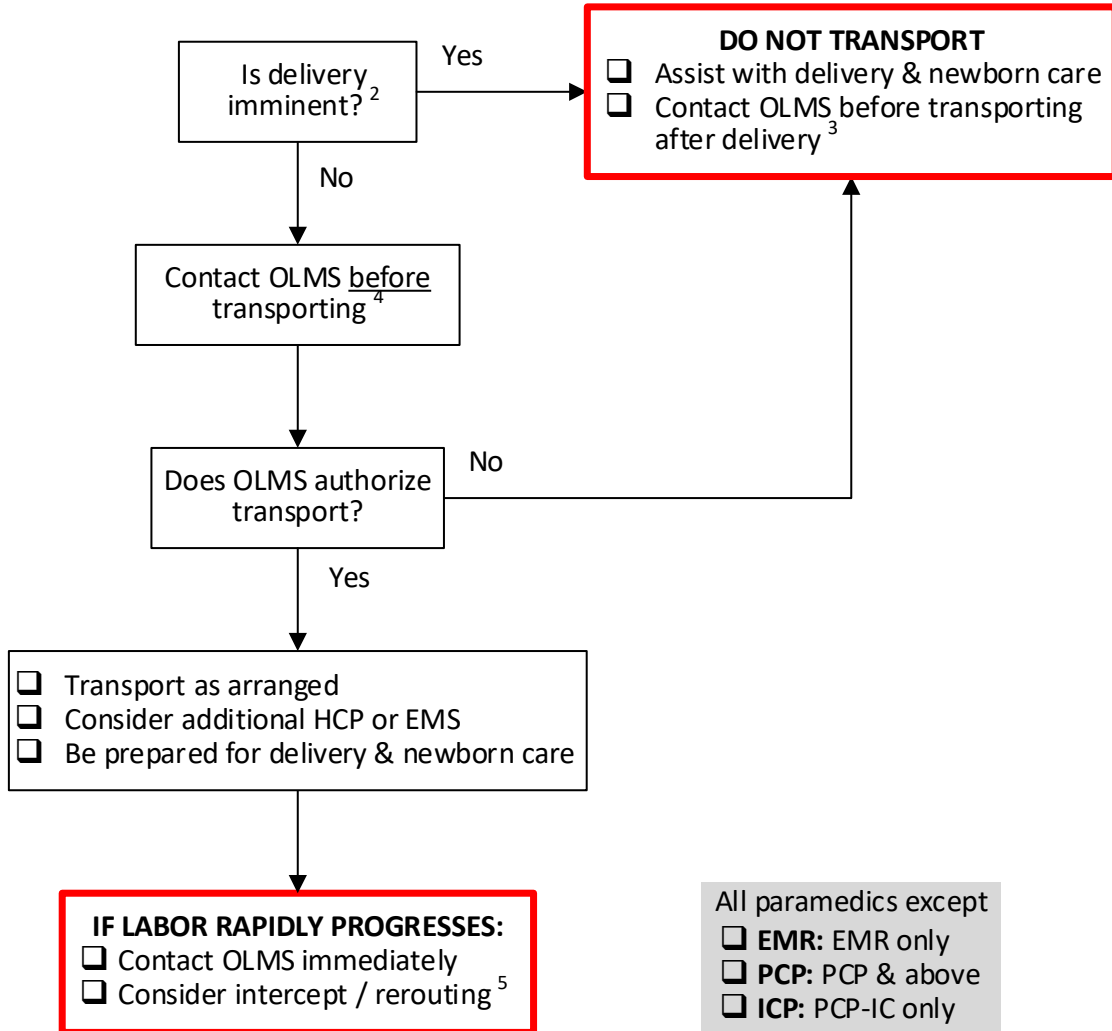 Is delivery
imminent? 2
Yes
DO NOT TRANSPORT
❑ Assist with delivery & newborn care
❑ Contact OLMS before transporting
after delivery 3
No
Contact OLMS before
transporting 4
Does OLMS authorize
transport?
No
Yes
❑ Transport as arranged
❑ Consider additional HCP or EMS
❑ Be prepared for delivery & newborn care
IF LABOR RAPIDLY PROGRESSES:
❑ Contact OLMS immediately
❑ Consider intercept / rerouting 5
All paramedics except
❑ EMR: EMR only
❑ PCP: PCP & above
❑ ICP: PCP-IC only